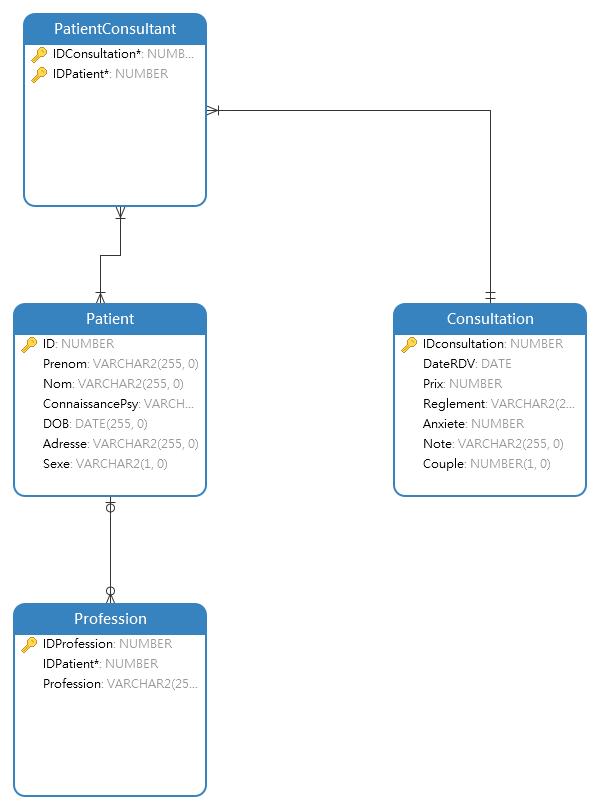 PatientConsultant
IDConsultation*: NUMB...
IDPatient*: NUMBER
Patient
ID: NUMBER
Prenom: VARCHAR2(255, 0)
Nom: VARCHAR2(255, 0)
ConnaissancePsy: VARCH...
DOB: DATE(255, 0)
Adresse: VARCHAR2(255, 0)
Sexe: VARCHAR2(1, 0)
Consultation
IDconsultation: NUMBER
DateRDV: DATE
Prix: NUMBER
Reglement: VARCHAR2(2...
Anxiete: NUMBER
Note: VARCHAR2(255, 0)
Couple: NUMBER(1, 0)
Profession
IDProfession: NUMBER
IDPatient*: NUMBER
Profession: VARCHAR2(25...